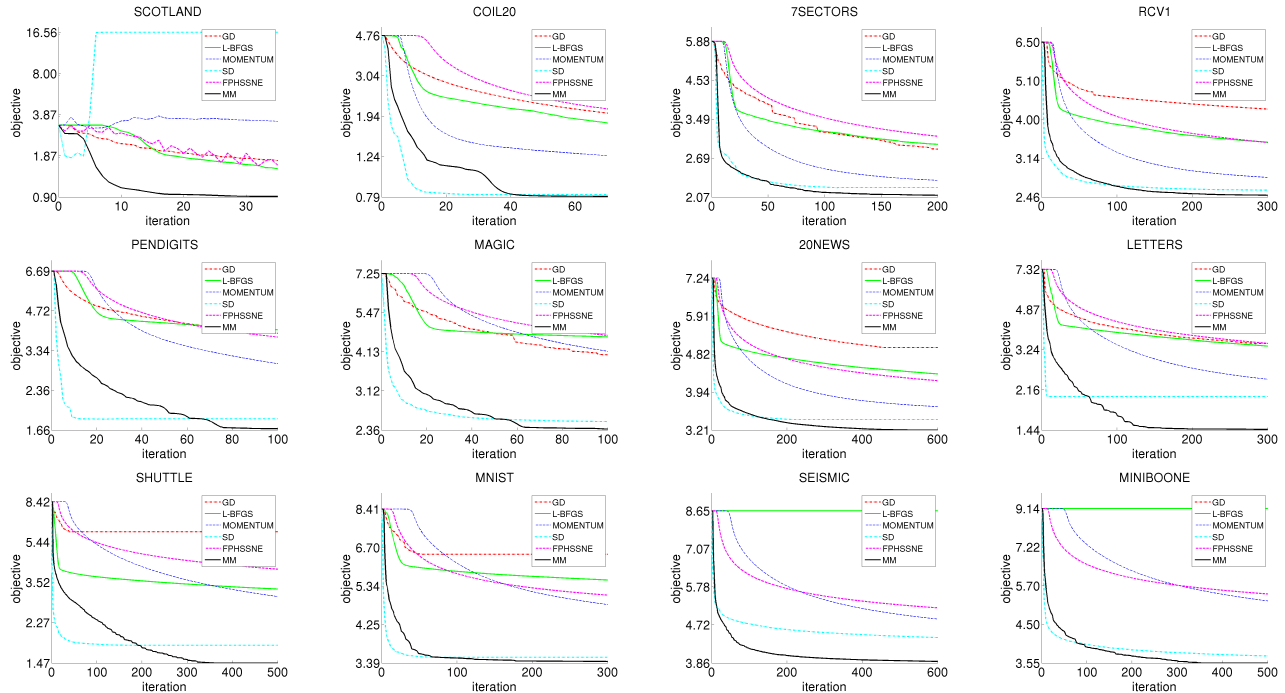 SCOTLAND
16.56
8.00
3.87
1.87
0.90
objective
0
10
20
30
iteration
GD
L-BFGS
MOMENTUM
SD
FPHSSNE
MM
COIL20
4.76
3.04
1.94
1.24
0.79
objective
0
20
40
60
iteration
GD
L-BFGS
MOMENTUM
SD
FPHSSNE
MM
7SECTORS
5.88
4.53
3.49
2.69
2.07
objective
0
50
100
150
200
iteration
GD
L-BFGS
MOMENTUM
SD
FPHSSNE
MM
RCV1
6.50
5.10
4.00
3.14
2.46
objective
0
100
200
300
iteration
GD
L-BFGS
MOMENTUM
SD
FPHSSNE
MM
PENDIGITS
6.69
4.72
3.34
2.36
1.66
objective
0
20
40
60
80
100
iteration
GD
L-BFGS
MOMENTUM
SD
FPHSSNE
MM
MAGIC
7.25
5.47
4.13
3.12
2.36
objective
0
20
40
60
80
100
iteration
GD
L-BFGS
MOMENTUM
SD
FPHSSNE
MM
20NEWS
7.24
5.91
4.82
3.94
3.21
objective
0
200
400
600
iteration
GD
L-BFGS
MOMENTUM
SD
FPHSSNE
MM
LETTERS
7.32
4.87
3.24
2.16
1.44
objective
0
100
200
300
iteration
GD
L-BFGS
MOMENTUM
SD
FPHSSNE
MM
SHUTTLE
8.42
5.44
3.52
2.27
1.47
objective
0
100
200
300
400
500
iteration
GD
L-BFGS
MOMENTUM
SD
FPHSSNE
MM
MNIST
8.41
6.70
5.34
4.25
3.39
objective
0
100
200
300
iteration
GD
L-BFGS
MOMENTUM
SD
FPHSSNE
MM
SEISMIC
8.65
7.07
5.78
4.72
3.86
objective
0
100
200
300
400
500
iteration
GD
L-BFGS
MOMENTUM
SD
FPHSSNE
MM
MINIBOONE
9.14
7.22
5.70
4.50
3.55
objective
0
100
200
300
400
500
iteration
GD
L-BFGS
MOMENTUM
SD
FPHSSNE
MM